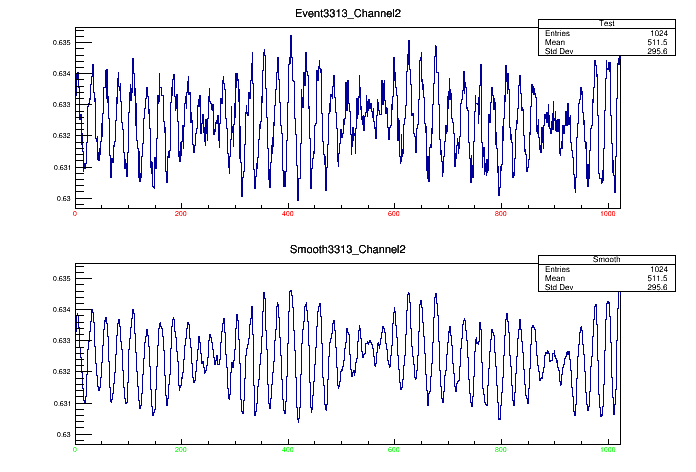 Event3313_Channel2
Test
Entries 1024
Mean 511.5
Std Dev 295.6
0.635
0.634
0.633
0.632
0.631
0.63
0 200 400 600 800 1000
Smooth3313_Channel2
Smooth
Entries 1024
Mean 511.5
Std Dev 295.6
0.635
0.634
0.633
0.632
0.631
0.63
0 200 400 600 800 1000